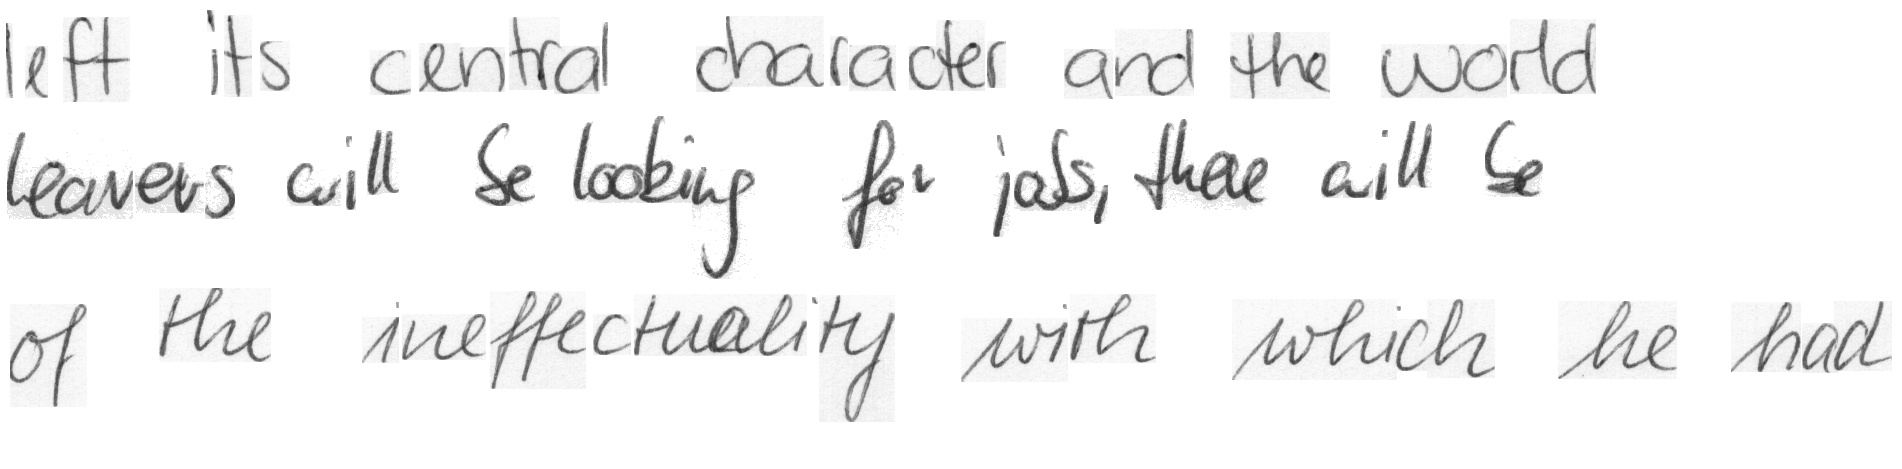 left its central character and the world
leavers will be looking for jobs, there will be
of the ineffectuality with which he had